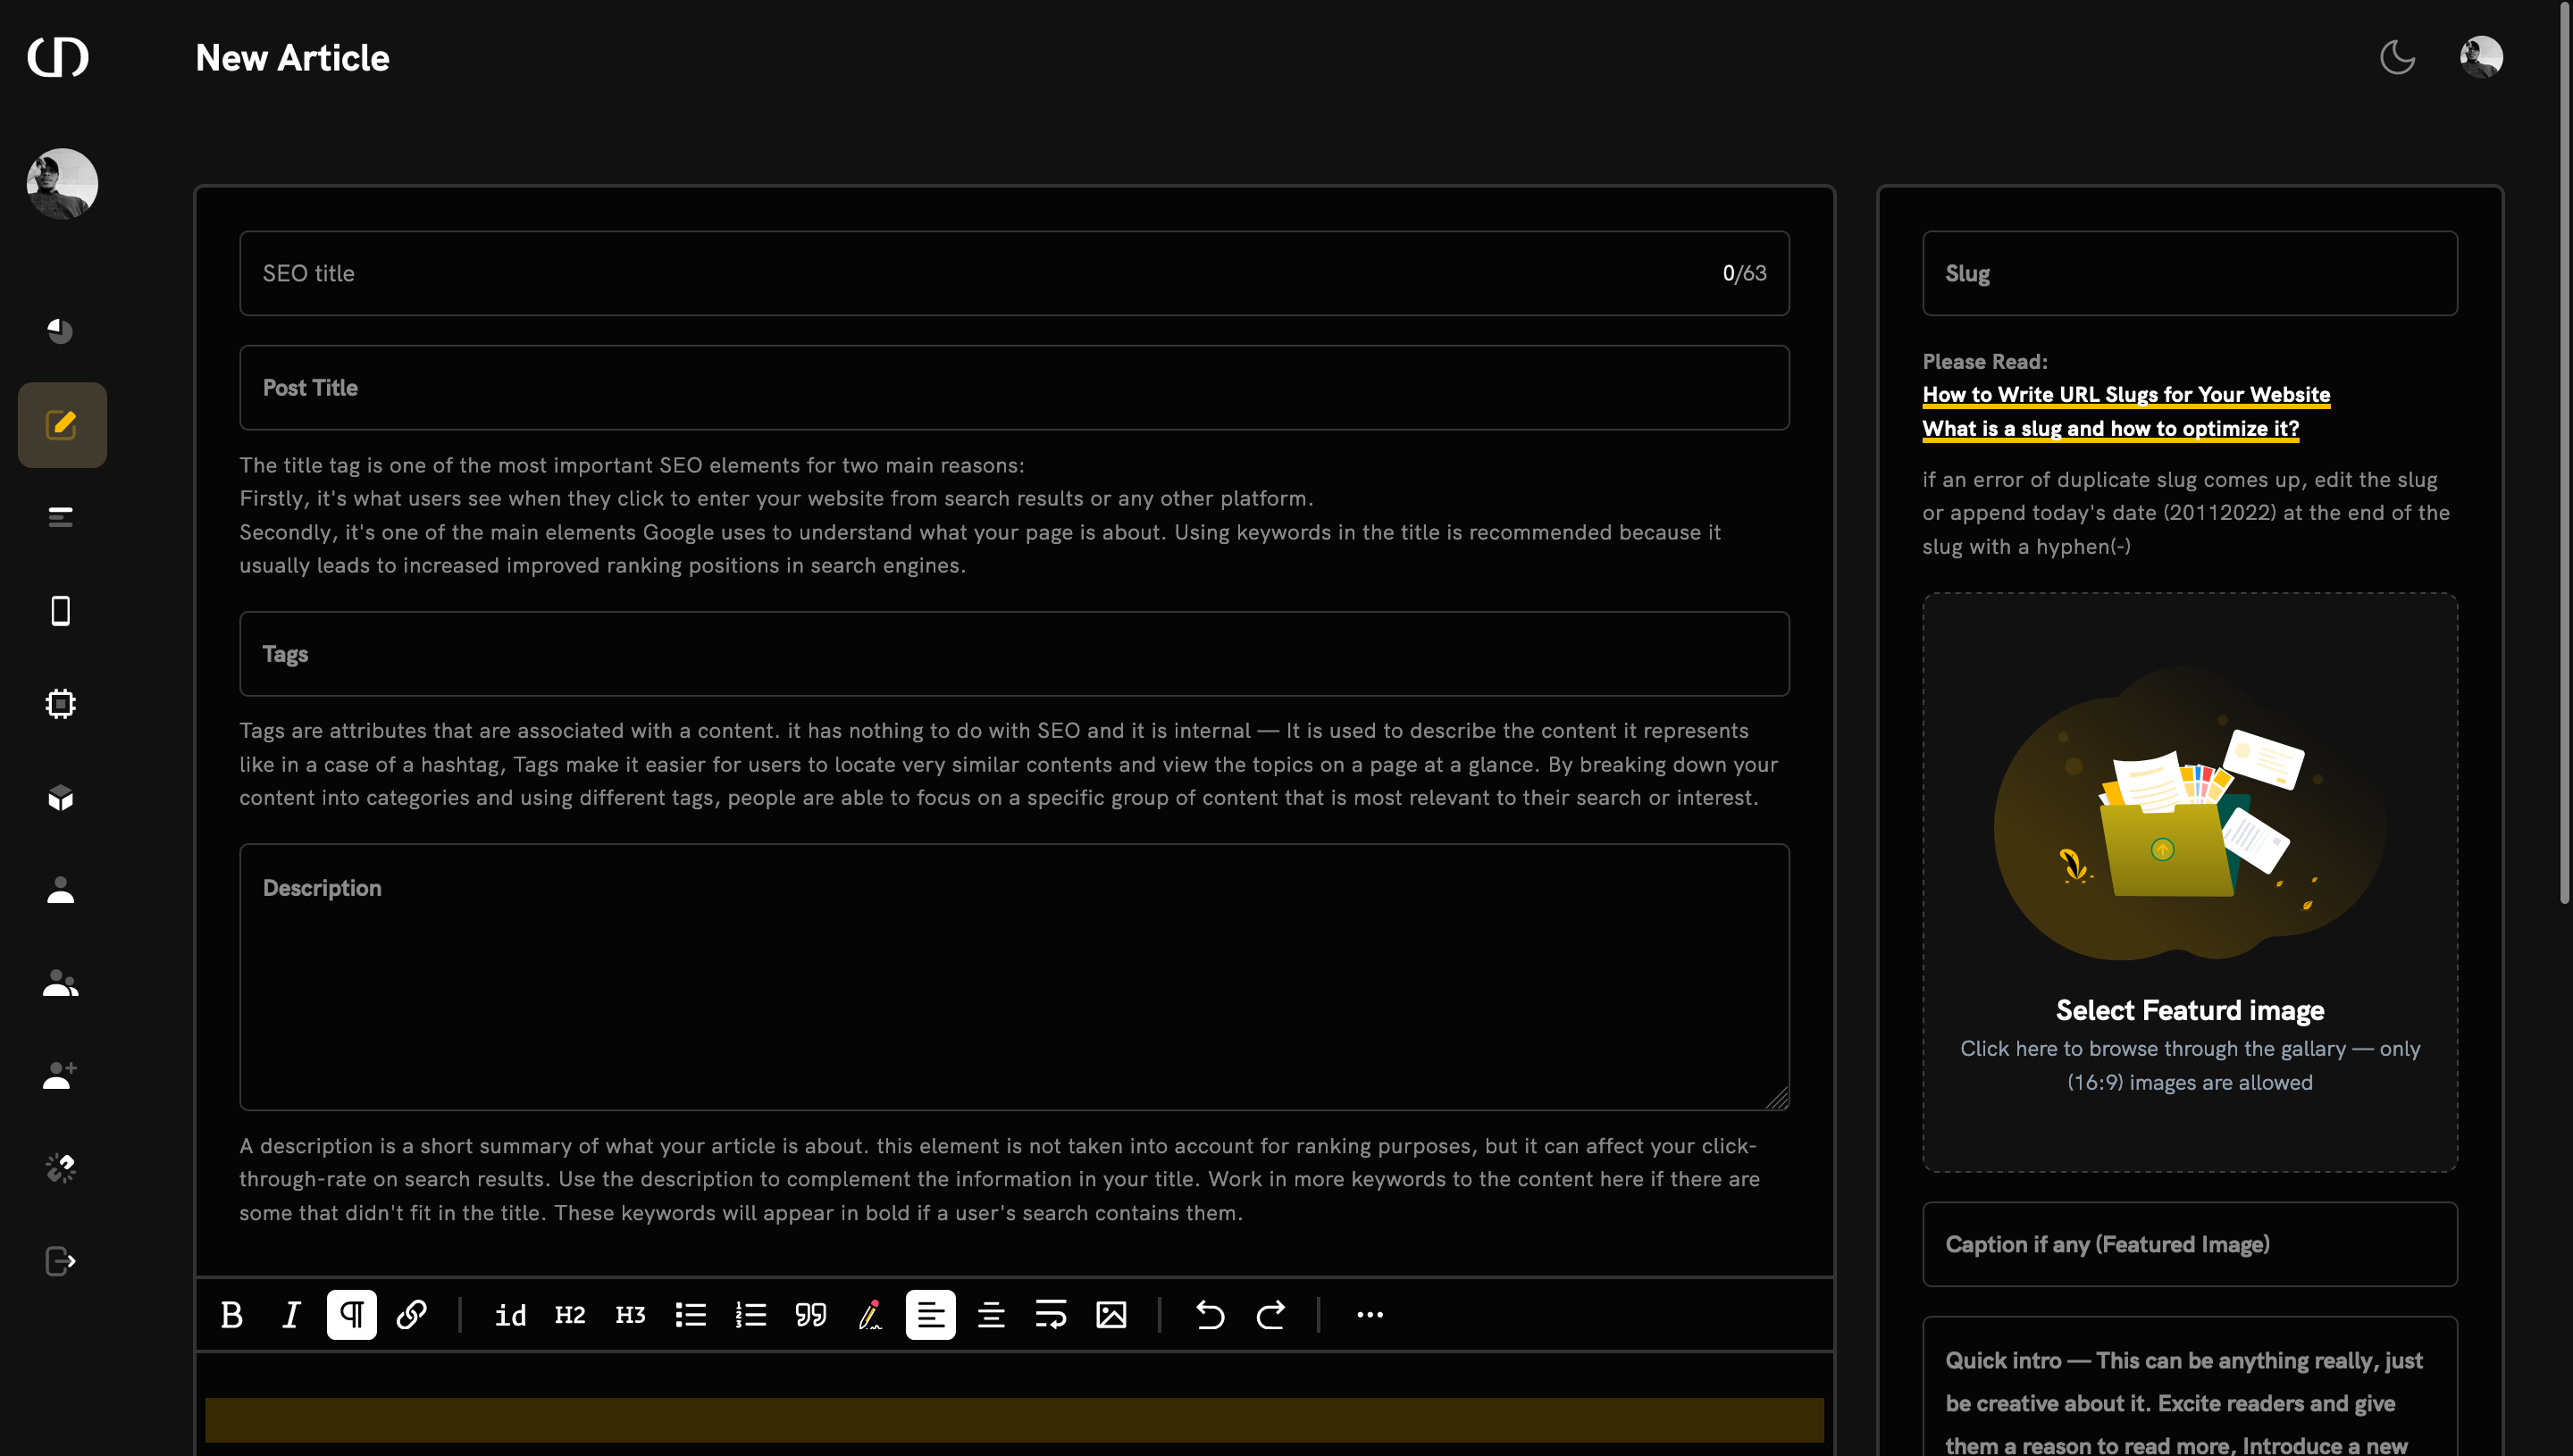 New Article
SEO title
0/63
Post Title
The title tag is one of the most important SEO elements for two main reasons:
Firstly, it's what users see when they click to enter your website from search results or any other platform.
Secondly, it's one of the main elements Google uses to understand what your page is about. Using keywords in the title is recommended because it
usually leads to increased improved ranking positions in search engines.
Tags
Tags are attributes that are associated with a content. it has nothing to do with SEO and it is internal — It is used to describe the content it represents
like in a case of a hashtag, Tags make it easier for users to locate very similar contents and view the topics on a page at a glance. By breaking down your
content into categories and using different tags, people are able to focus on a specific group of content that is most relevant to their search or interest.
Description
A description is a short summary of what your article is about. this element is not taken into account for ranking purposes, but it can affect your click-
through-rate on search results. Use the description to complement the information in your title. Work in more keywords to the content here if there are
some that didn't fit in the title. These keywords will appear in bold if a user's search contains them.
B I id H2 H3
Slug
Please Read:
How to Write URL Slugs for Your Website
What is a slug and how to optimize it?
if an error of duplicate slug comes up, edit the slug
or append today's date (20112022) at the end of the
slug with a hyphen(-)
Select Featurd image
Click here to browse through the gallary — only
(16:9) images are allowed
Caption if any (Featured Image)
Quick intro — This can be anything really, just
be creative about it. Excite readers and give
them a reason to read more, Introduce a new